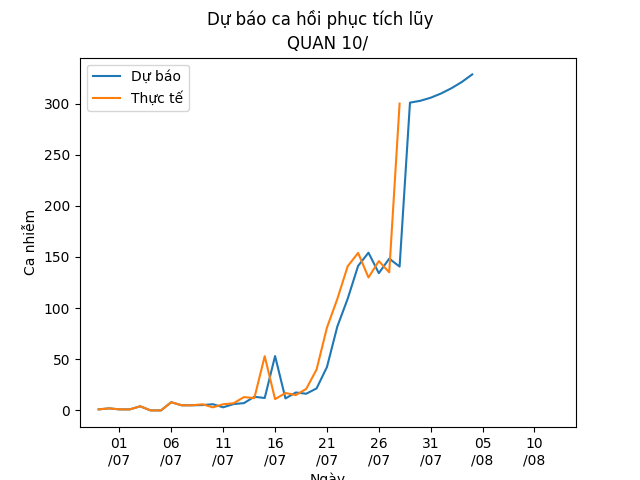 Dự báo ca hồi phục tích lũy
QUAN 10/
Dự báo
Thực tế
Ca nhiễm
300
250
200
150
100
50
0
01 06 11 16 21 26 31 05 10
/07 /07 /07 /07 /07 /07 /07 /08 /08
Ngày